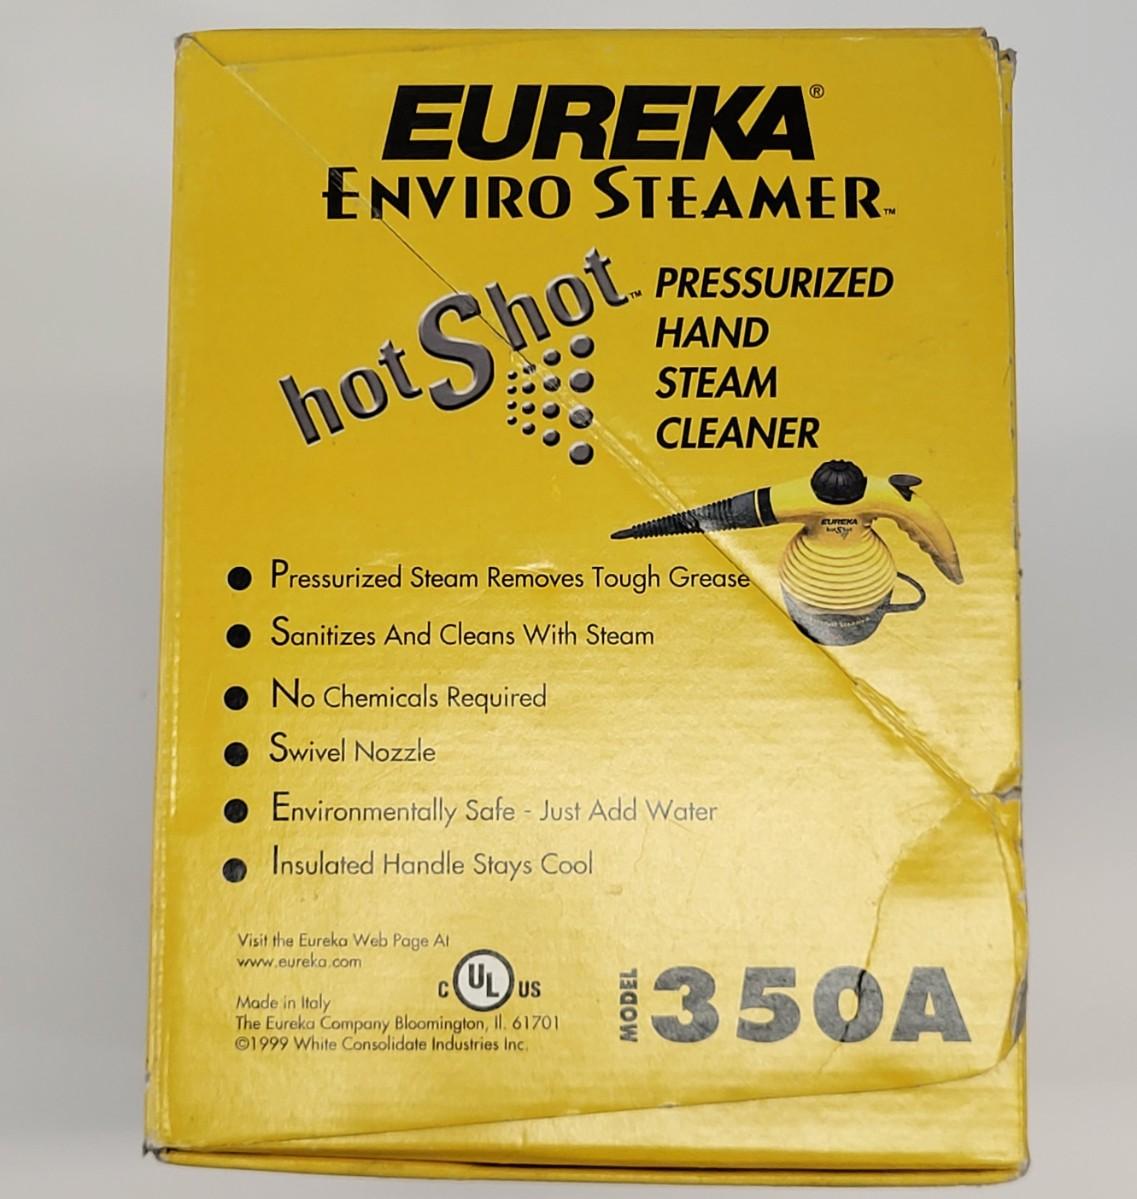 EUREKA®
ENVIRO STEAMER™
hotShot™
PRESSURIZED
HAND
STEAM
CLEANER
EUREKA
hotShot
• Pressurized Steam Removes Tough Grease
• Sanitizes And Cleans With Steam
• No Chemicals Required
• Swivel Nozzle
• Environmentally Safe - Just Add Water
• Insulated Handle Stays Cool
Visit the Eureka Web Page At
www.eureka.com
C UL US
Made in Italy
The Eureka Company Bloomington, Il. 61701
©1999 White Consolidate Industries Inc.
MODEL 350A